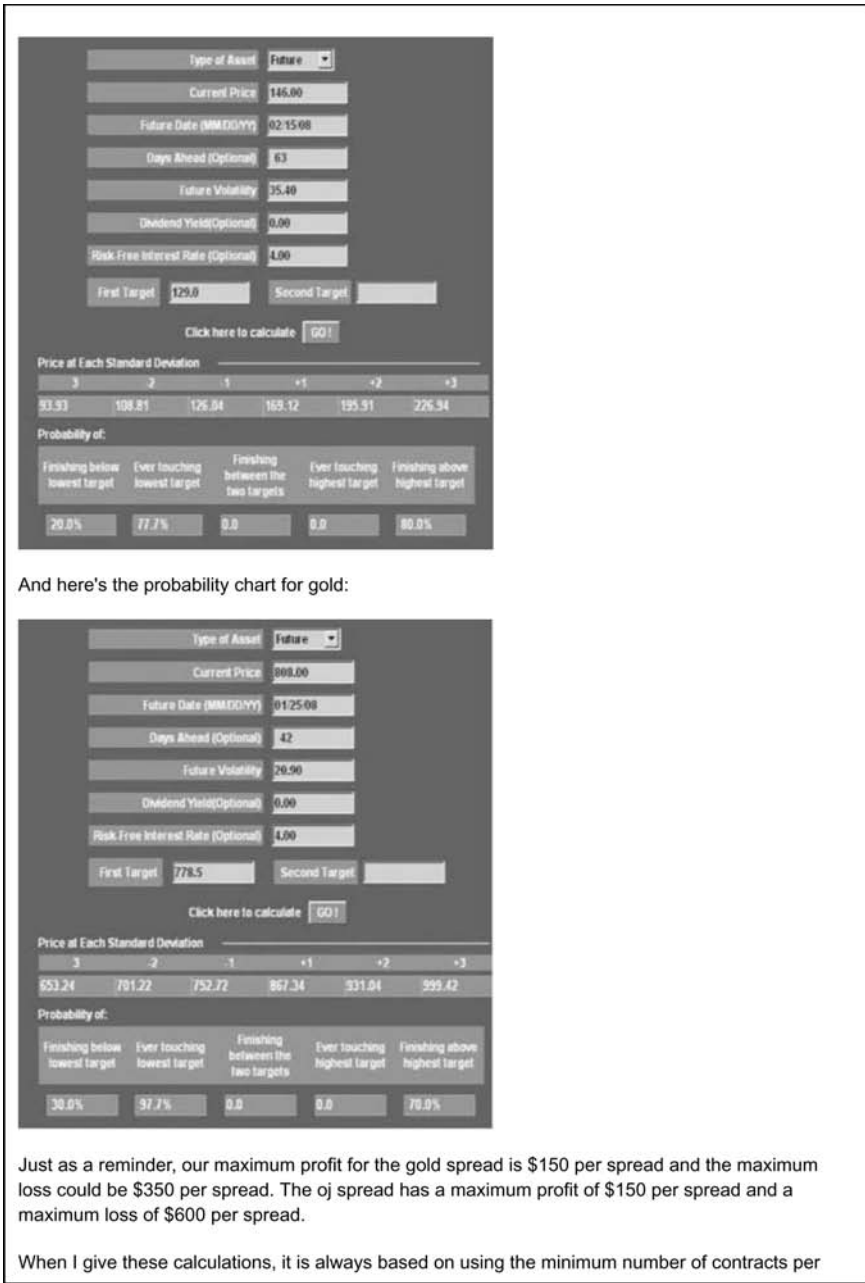 Type of Asset Future
Current Price 146.00
Future Date (MM/DD/YY) 02/15/08
Days Ahead (Optional) 63
Future Volatility 35.40
Dividend Yield(Optional) 0.00
Risk Free Interest Rate (Optional) 4.00
First Target 129.0 Second Target
Click here to calculate GO!
Price at Each Standard Deviation
3 -2 -1 +1 +2 +3
93.93 108.81 126.04 169.12 195.91 226.94
Probability of:
Finishing below lowest target Ever touching lowest target Finishing between the two targets Ever touching highest target Finishing above highest target
20.0% 77.7% 0.0 0.0 80.0%
And here's the probability chart for gold:
Type of Asset Future
Current Price 808.00
Future Date (MM/DD/YY) 01/25/08
Days Ahead (Optional) 42
Future Volatility 20.90
Dividend Yield(Optional) 0.00
Risk Free Interest Rate (Optional) 4.00
First Target 778.5 Second Target
Click here to calculate GO!
Price at Each Standard Deviation
3 -2 -1 +1 +2 +3
653.24 701.22 752.72 867.34 931.04 999.42
Probability of:
Finishing below lowest target Ever touching lowest target Finishing between the two targets Ever touching highest target Finishing above highest target
30.0% 97.7% 0.0 0.0 70.0%
Just as a reminder, our maximum profit for the gold spread is $150 per spread and the maximum
loss could be $350 per spread. The oj spread has a maximum profit of $150 per spread and a
maximum loss of $600 per spread.
When I give these calculations, it is always based on using the minimum number of contracts per